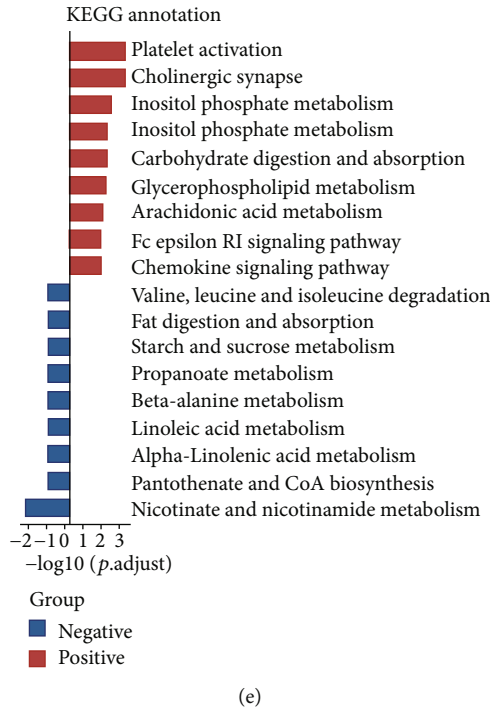 KEGG annotation
Platelet activation
Cholinergic synapse
Inositol phosphate metabolism
Inositol phosphate metabolism
Carbohydrate digestion and absorption
Glycerophospholipid metabolism
Arachidonic acid metabolism
Fc epsilon RI signaling pathway
Chemokine signaling pathway
Valine, leucine and isoleucine degradation
Fat digestion and absorption
Starch and sucrose metabolism
Propanoate metabolism
Beta-alanine metabolism
Linoleic acid metabolism
Alpha-Linolenic acid metabolism
Pantothenate and CoA biosynthesis
Nicotinate and nicotinamide metabolism
−2 −1 0 1 2 3
−log10 (p.adjust)
Group
Negative
Positive
(e)